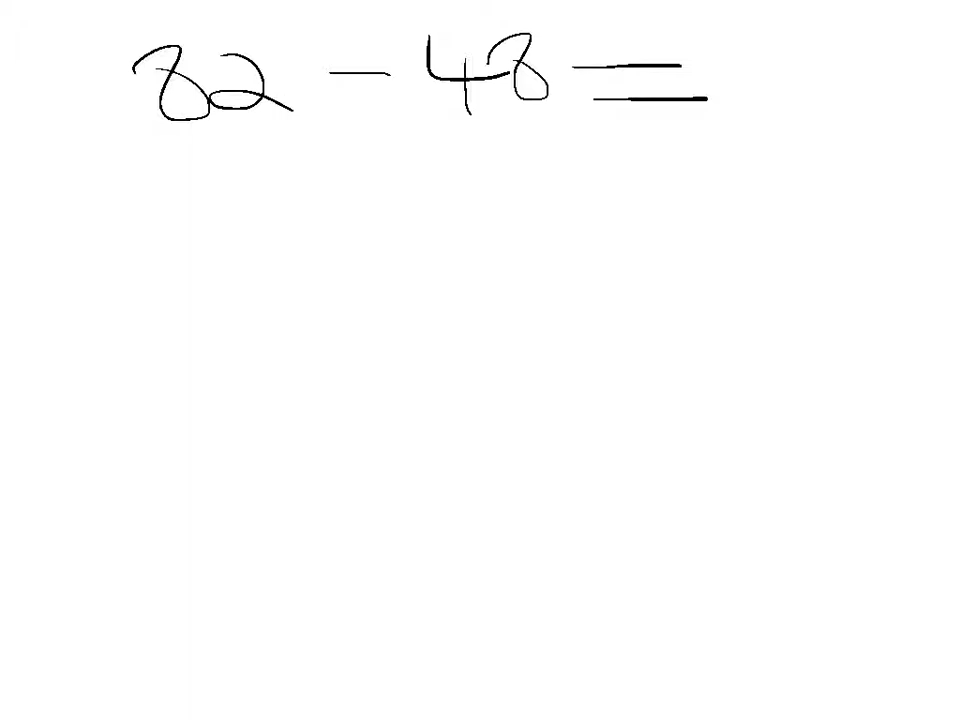 82 - 48 =